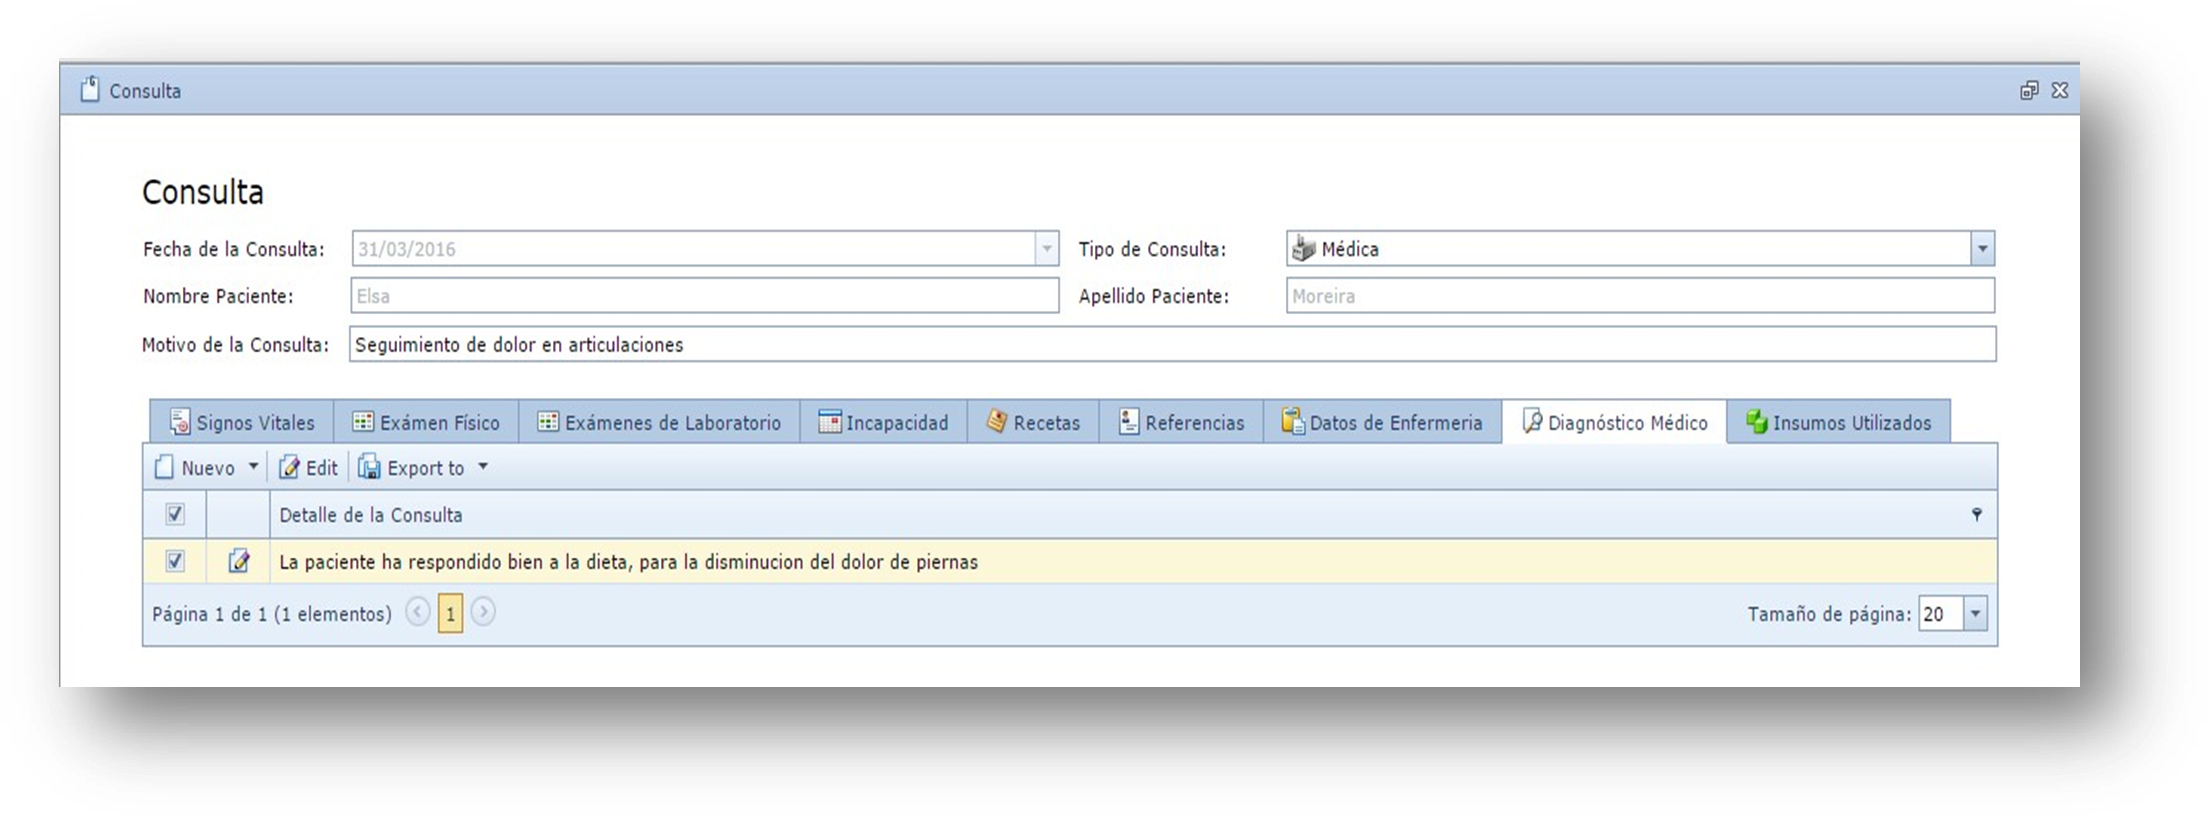 Consulta
Consulta
Fecha de la Consulta: 31/03/2016 Tipo de Consulta: Médica
Nombre Paciente: Elsa Apellido Paciente: Moreira
Motivo de la Consulta: Seguimiento de dolor en articulaciones
Signos Vitales Exámen Físico Exámenes de Laboratorio Incapacidad Recetas Referencias Datos de Enfermeria Diagnóstico Médico Insumos Utilizados
Nuevo Edit Export to
Detalle de la Consulta
La paciente ha respondido bien a la dieta, para la disminucion del dolor de piernas
Página 1 de 1 (1 elementos) 1 Tamaño de página: 20